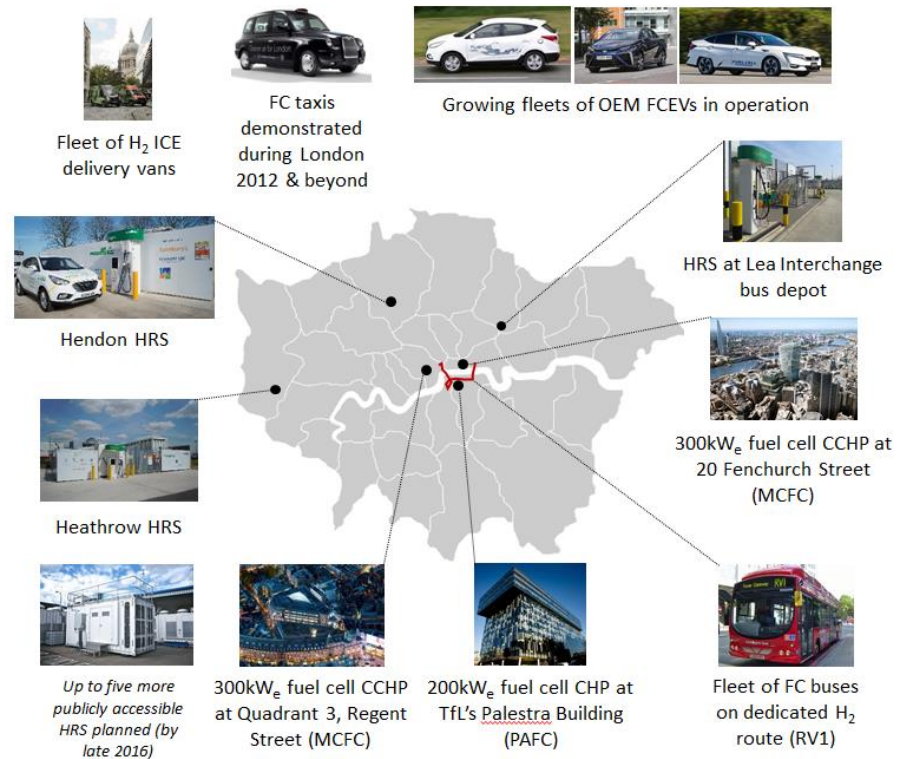 Fleet of H₂ ICE
delivery vans
FC taxis
demonstrated
during London
2012 & beyond
Growing fleets of OEM FCEVs in operation
HRS at Lea Interchange
bus depot
Hendon HRS
300kWₑ fuel cell CCHP at
20 Fenchurch Street
(MCFC)
Heathrow HRS
Up to five more
publicly accessible
HRS planned (by
late 2016)
300kWₑ fuel cell CCHP
at Quadrant 3, Regent
Street (MCFC)
200kWₑ fuel cell CHP at
TfL's Palestra Building
(PAFC)
RV1
Fleet of FC buses
on dedicated H₂
route (RV1)